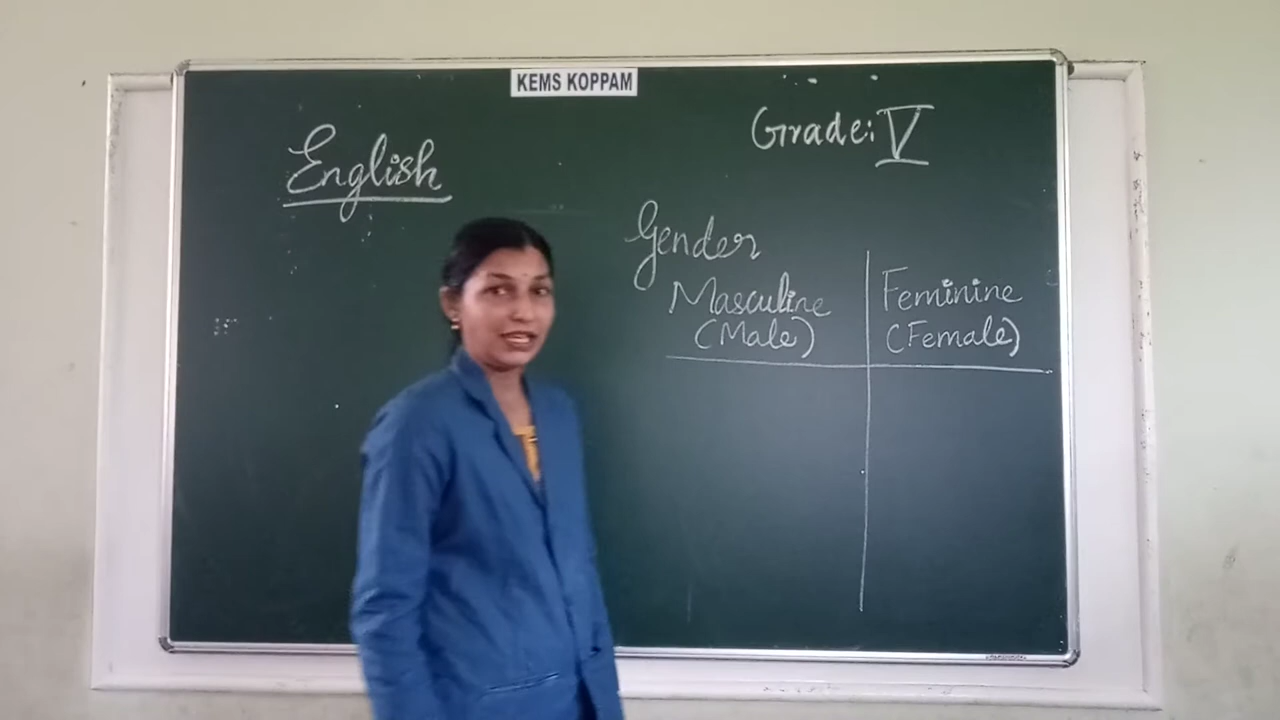 KEMS KOPPAM
English
Grade: V
Gender
Masculine
(Male)
Feminine
(Female)